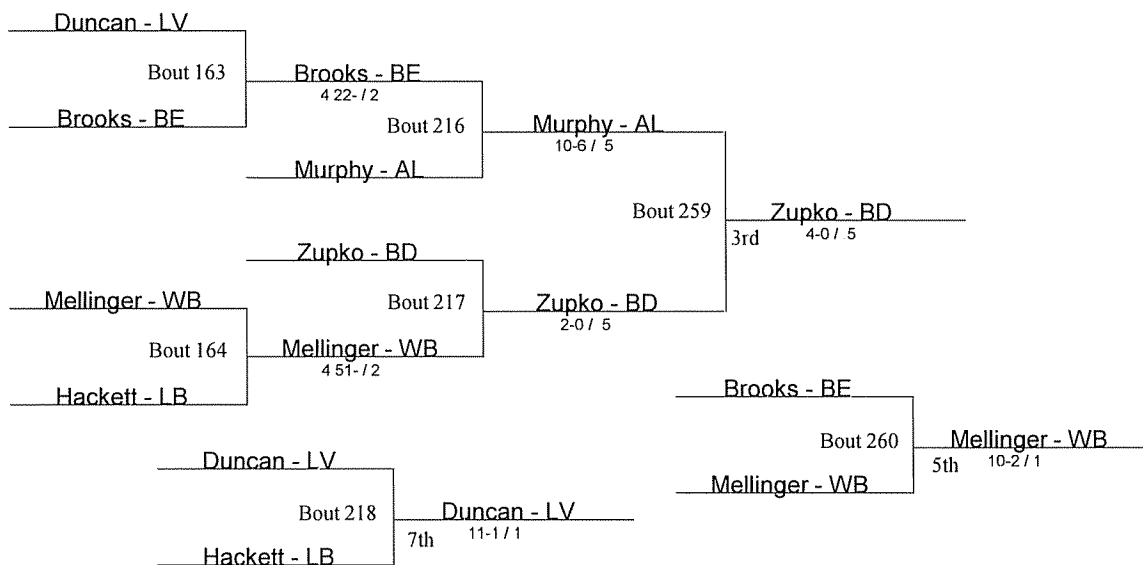 Duncan - LV
Bout 163
Brooks - BE
4 22- / 2
Brooks - BE
Bout 216
Murphy - AL
10-6 / 5
Murphy - AL
Bout 259
Zupko - BD
4-0 / 5
3rd
Zupko - BD
Mellinger - WB
Bout 217
Zupko - BD
2-0 / 5
Bout 164
Mellinger - WB
4 51- / 2
Hackett - LB
Brooks - BE
Bout 260
Mellinger - WB
10-2 / 1
5th
Mellinger - WB
Duncan - LV
Bout 218
Duncan - LV
11-1 / 1
7th
Hackett - LB